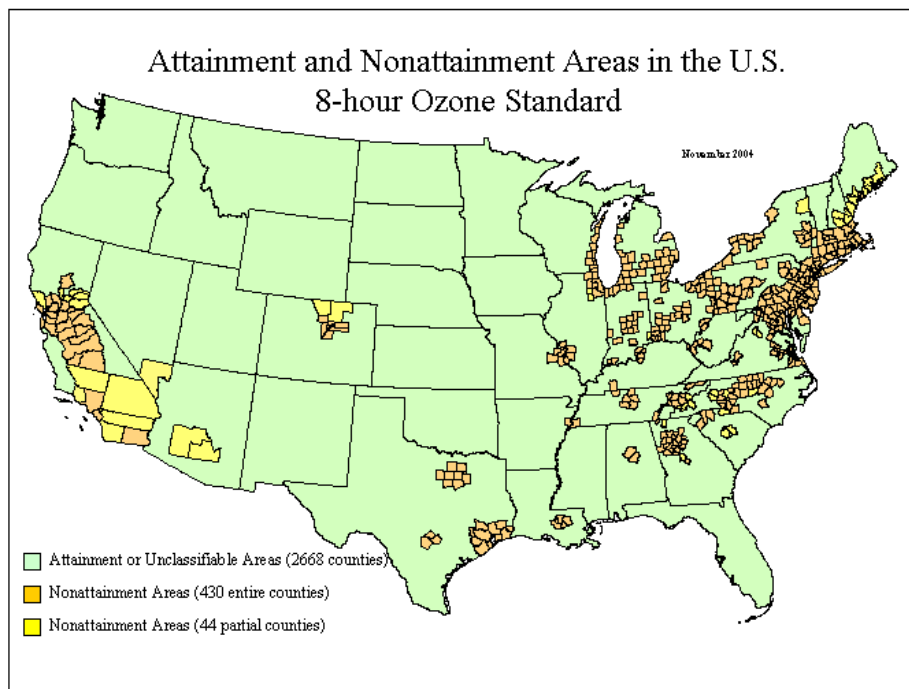 Attainment and Nonattainment Areas in the U.S.
8-hour Ozone Standard
November 2004
Attainment or Unclassifiable Areas (2668 counties)
Nonattainment Areas (430 entire counties)
Nonattainment Areas (44 partial counties)